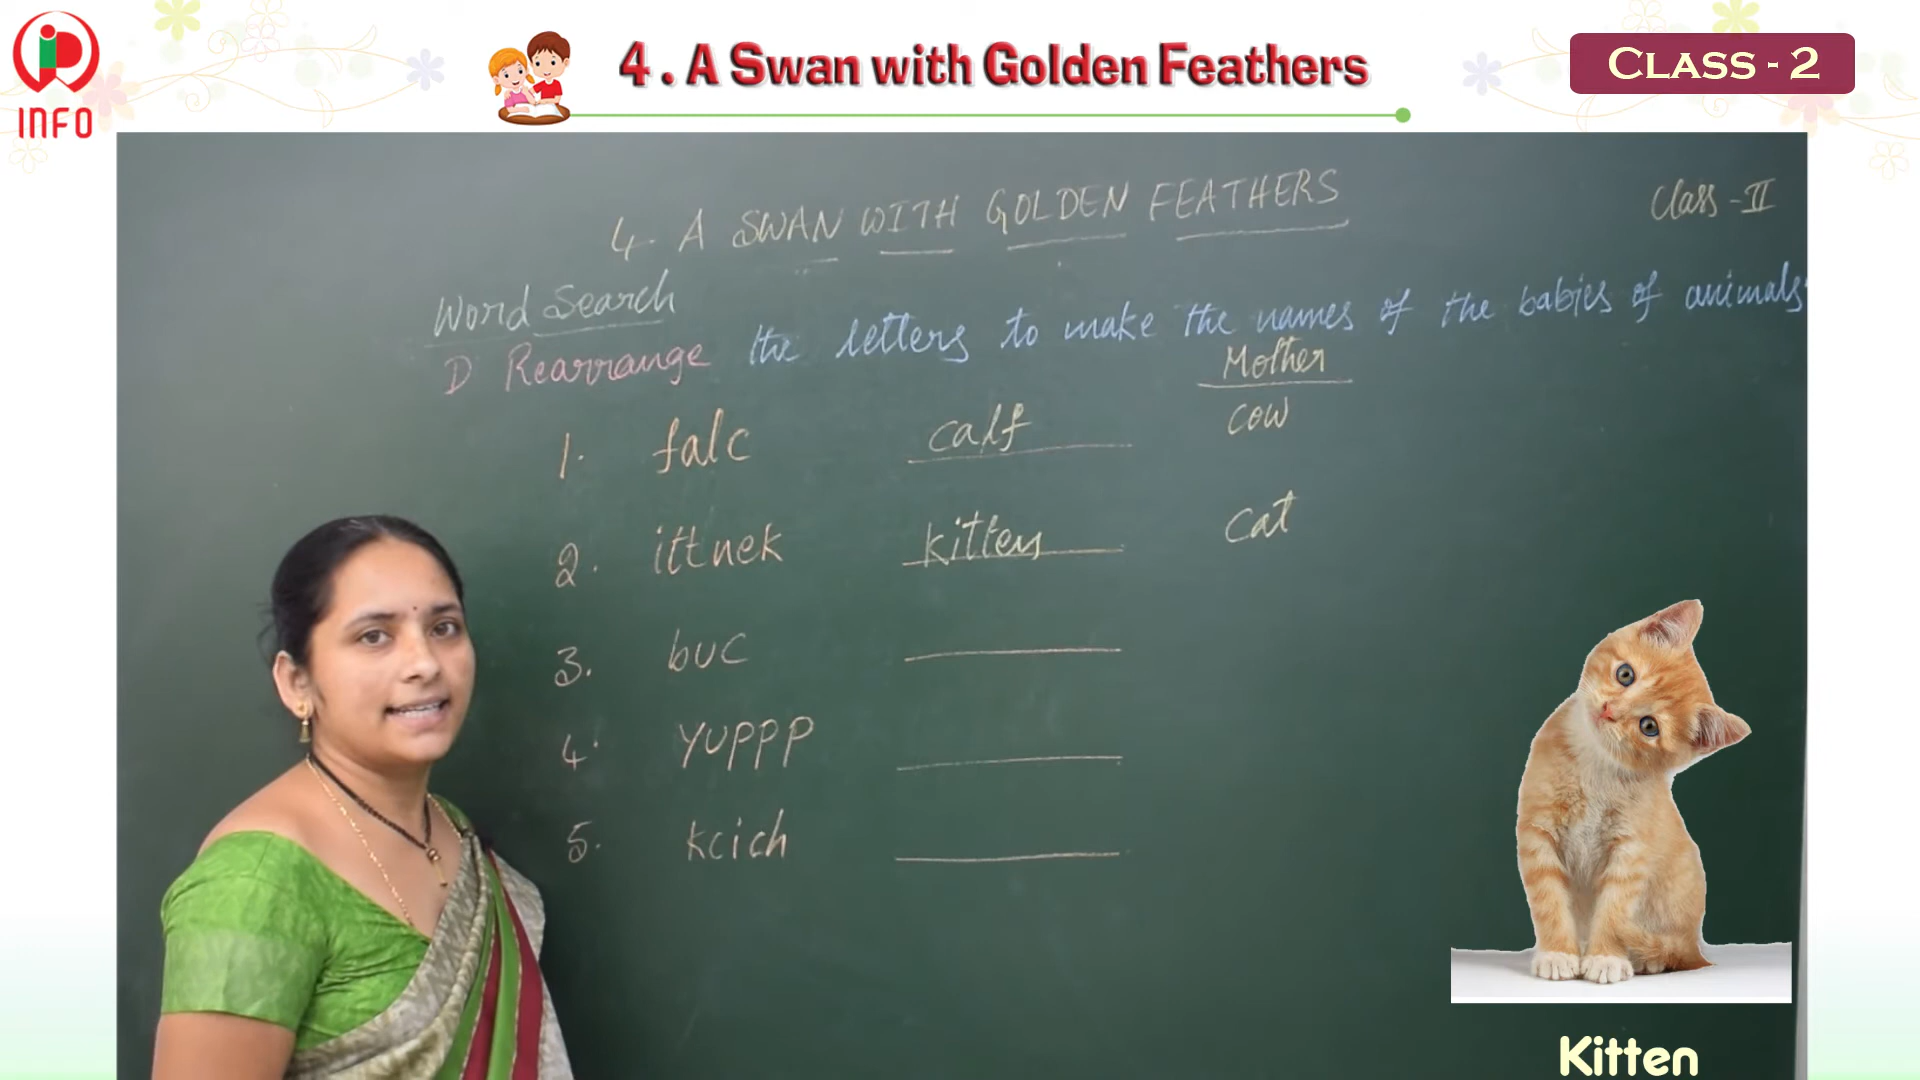 INFO
4. A Swan with Golden Feathers
CLASS - 2
4. A SWAN WITH GOLDEN FEATHERS
Class - II
Word Search
D Rearrange the letters to make the names of the babies of animals.
Mother
1. falc calf cow
2. ittnek kitten cat
3. buc
4. yuppp
5. kcich
Kitten